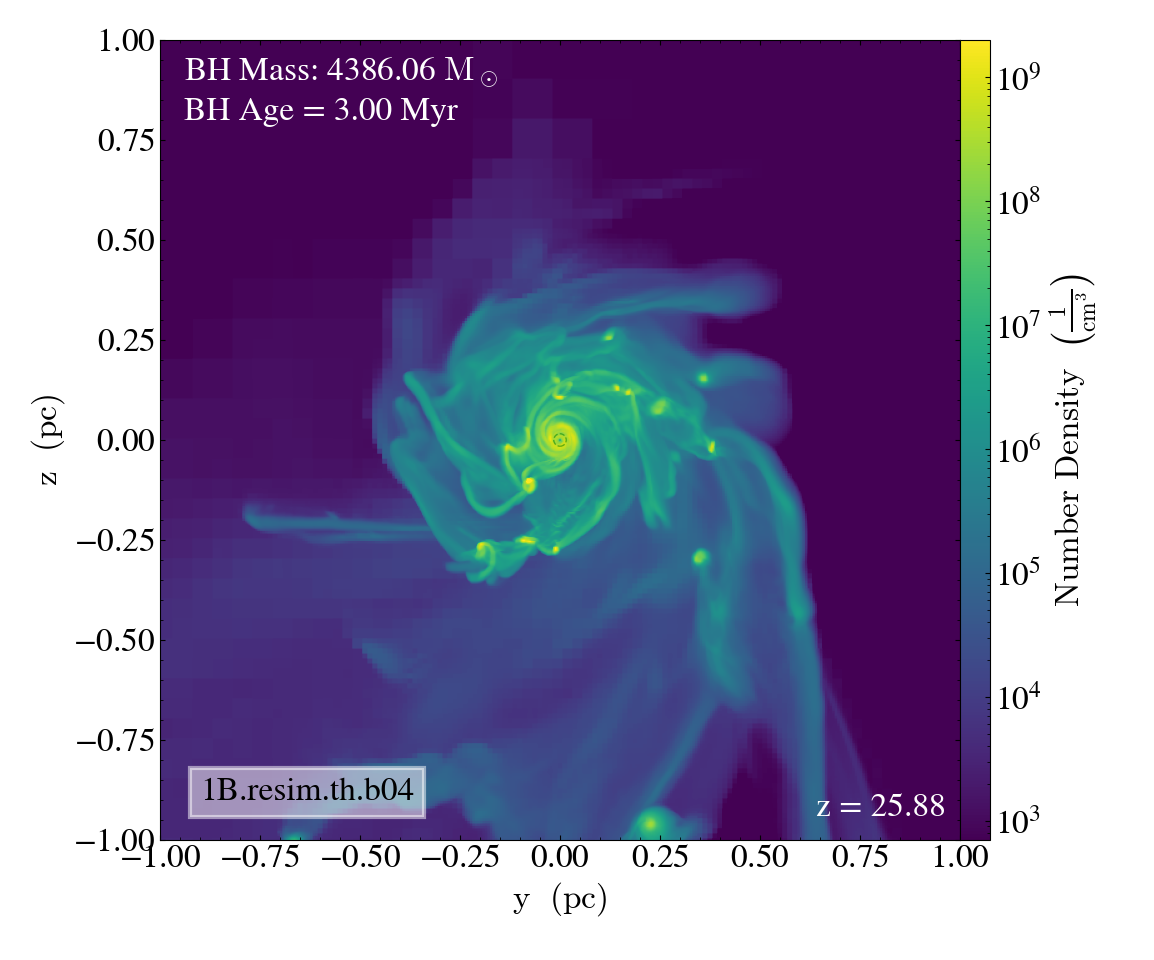 BH Mass: 4386.06 M⊙
BH Age = 3.00 Myr
1B.resim.th.b04
z = 25.88
1.00
0.75
0.50
0.25
0.00
−0.25
−0.50
−0.75
−1.00
z (pc)
−1.00 −0.75 −0.50 −0.25 0.00 0.25 0.50 0.75 1.00
y (pc)
10⁹
10⁸
10⁷
10⁶
10⁵
10⁴
10³
Number Density (1/cm³)